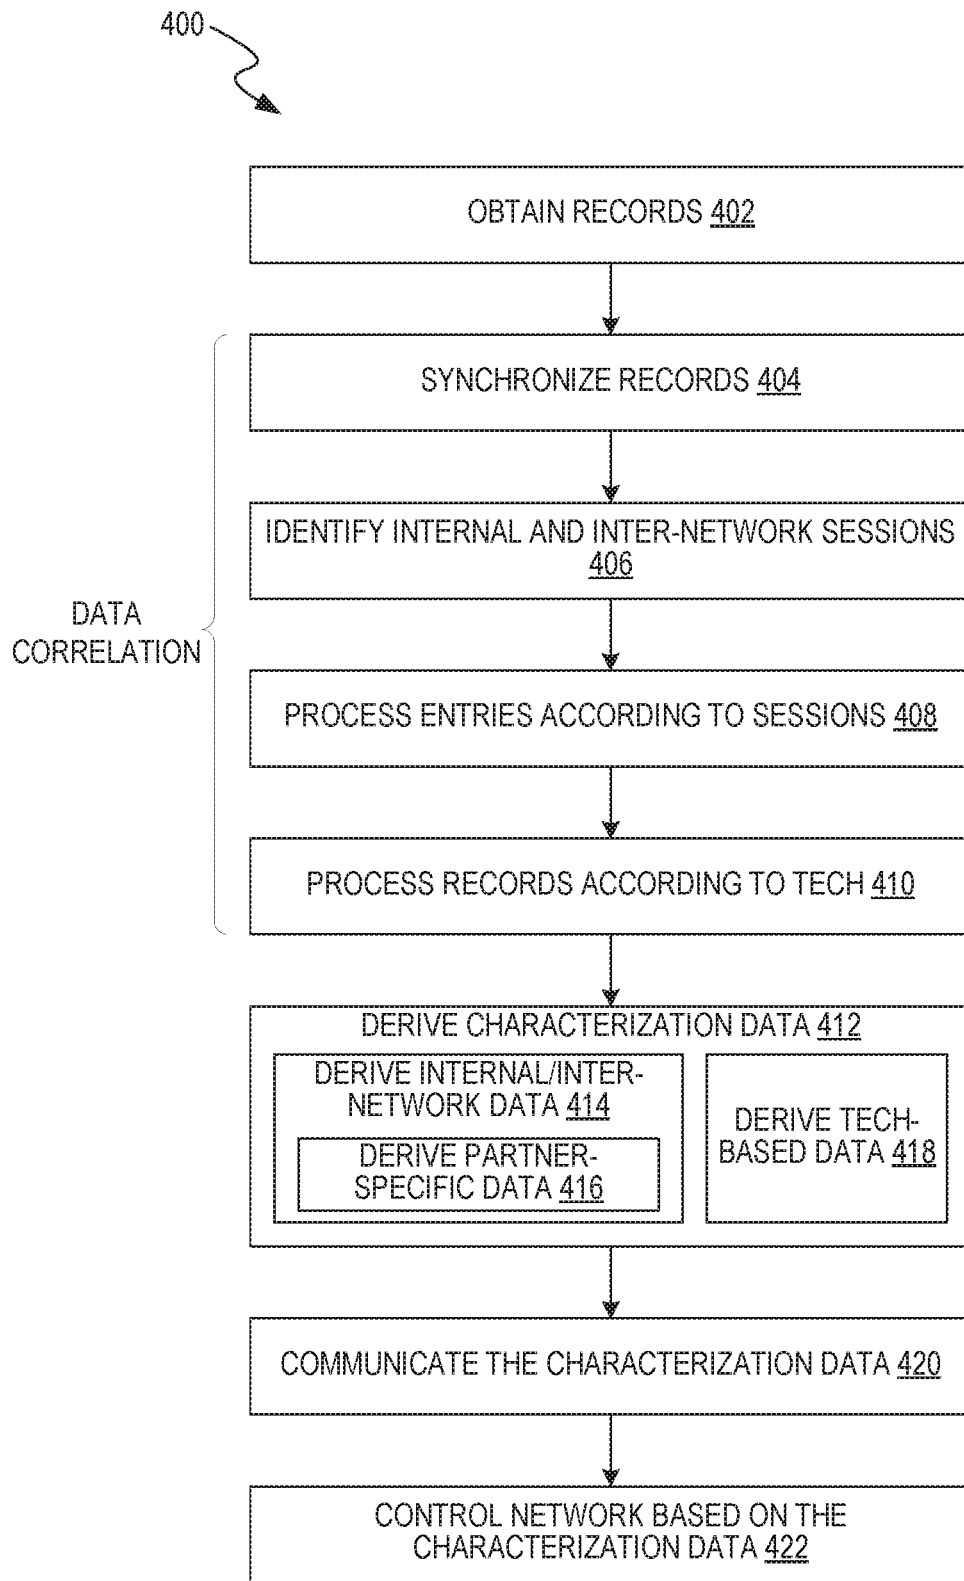 400
OBTAIN RECORDS 402
SYNCHRONIZE RECORDS 404
IDENTIFY INTERNAL AND INTER-NETWORK SESSIONS
406
DATA
CORRELATION
PROCESS ENTRIES ACCORDING TO SESSIONS 408
PROCESS RECORDS ACCORDING TO TECH 410
DERIVE CHARACTERIZATION DATA 412
DERIVE INTERNAL/INTER-
NETWORK DATA 414
DERIVE PARTNER-
SPECIFIC DATA 416
DERIVE TECH-
BASED DATA 418
COMMUNICATE THE CHARACTERIZATION DATA 420
CONTROL NETWORK BASED ON THE
CHARACTERIZATION DATA 422